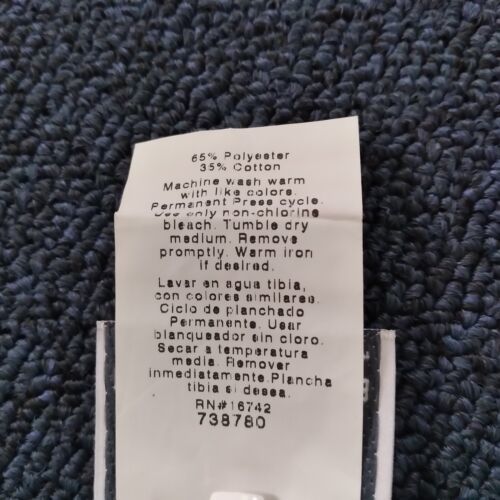 65% Polyester
35% Cotton
Machine wash warm
with like colors.
Permanent Press cycle.
Use only non-chlorine
bleach. Tumble dry
medium. Remove
promptly. Warm iron
if desired.
Lavar en agua tibia,
con colores similares.
Ciclo de planchado
Permanente. Usar
blanqueador sin cloro.
Secar a temperatura
media. Remover
inmediatamente.Plancha
tibia si desea.
RN#16742
738780